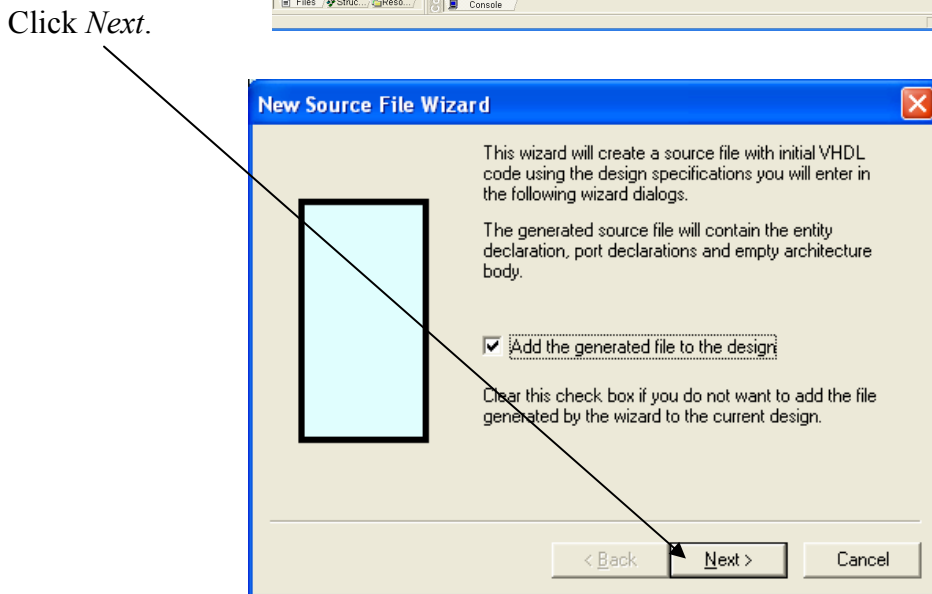 Files Struc... Reso... Console
Click Next.
New Source File Wizard
This wizard will create a source file with initial VHDL
code using the design specifications you will enter in
the following wizard dialogs.
The generated source file will contain the entity
declaration, port declarations and empty architecture
body.
Add the generated file to the design
Clear this check box if you do not want to add the file
generated by the wizard to the current design.
< Back Next > Cancel